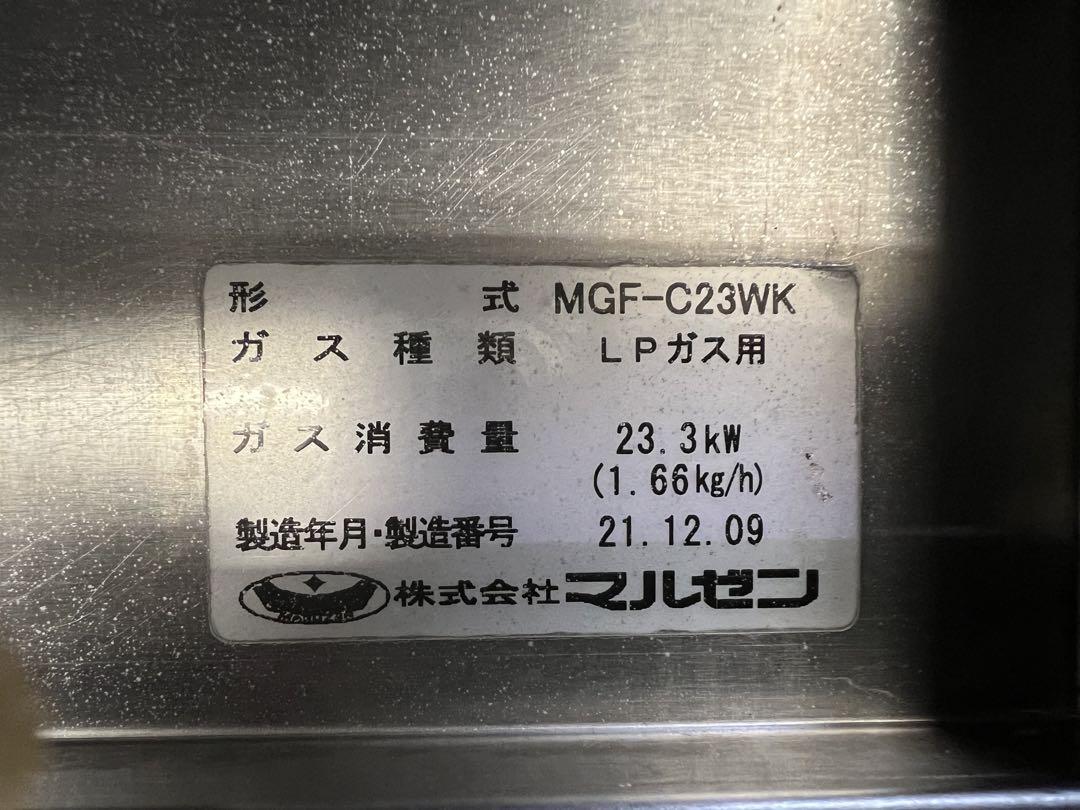 形式 MGF-C23WK
ガス種類 LPガス用
ガス消費量 23.3kW
(1.66kg/h)
製造年月・製造番号 21.12.09
株式会社マルゼン